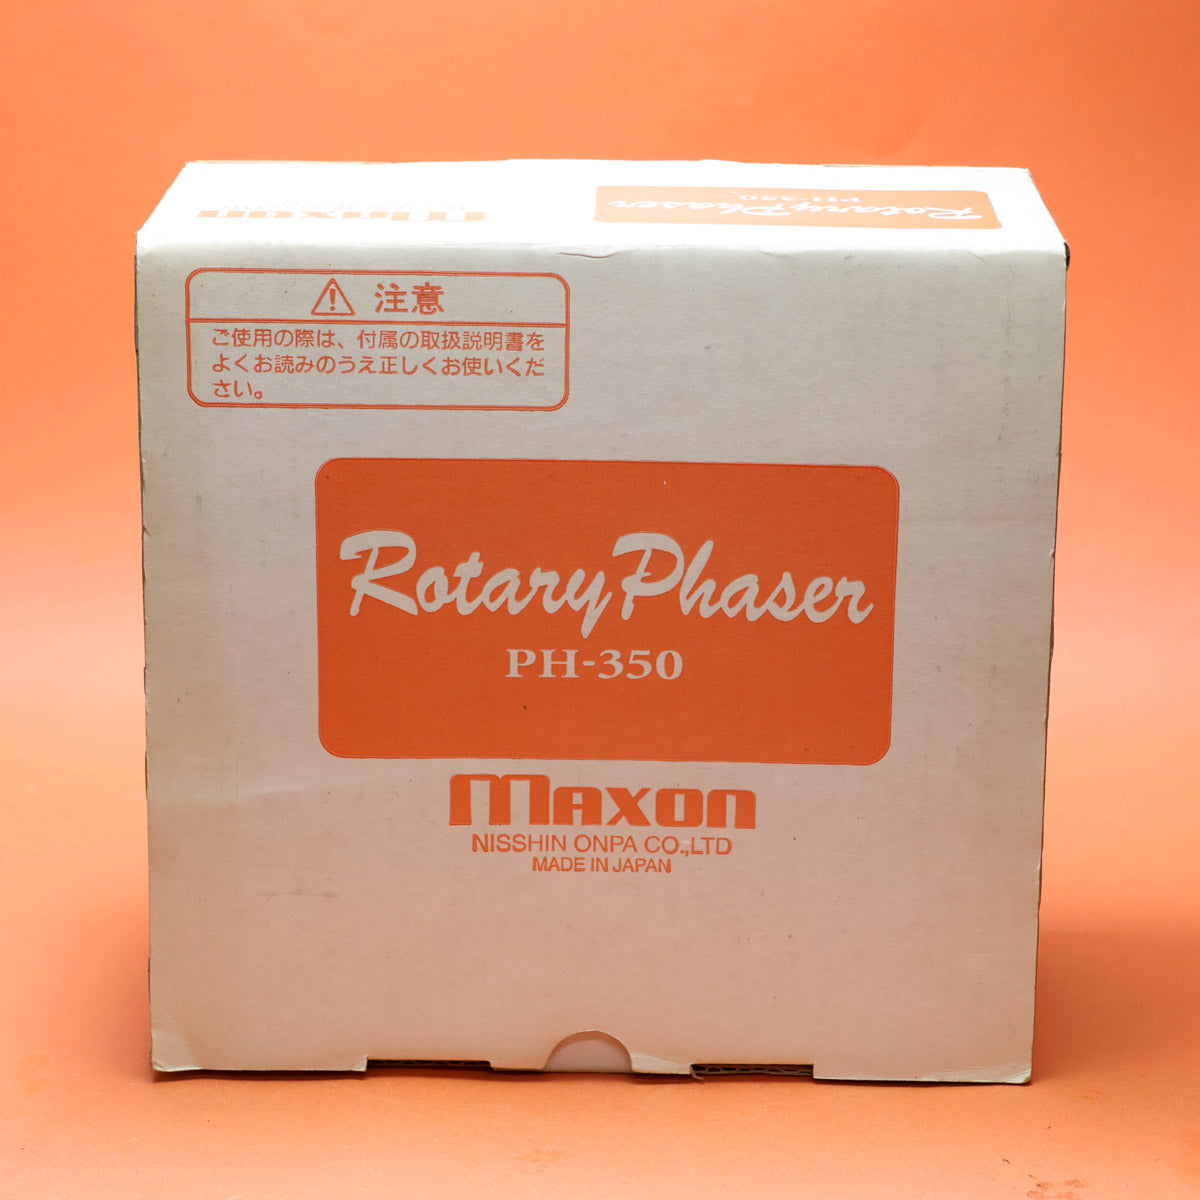 Maxon
Rotary Phaser
PH-350
⚠ 注意
ご使用の際は、付属の取扱説明書を
よくお読みのうえ正しくお使いくだ
さい。
Rotary Phaser
PH-350
Maxon
NISSHIN ONPA CO.,LTD
MADE IN JAPAN